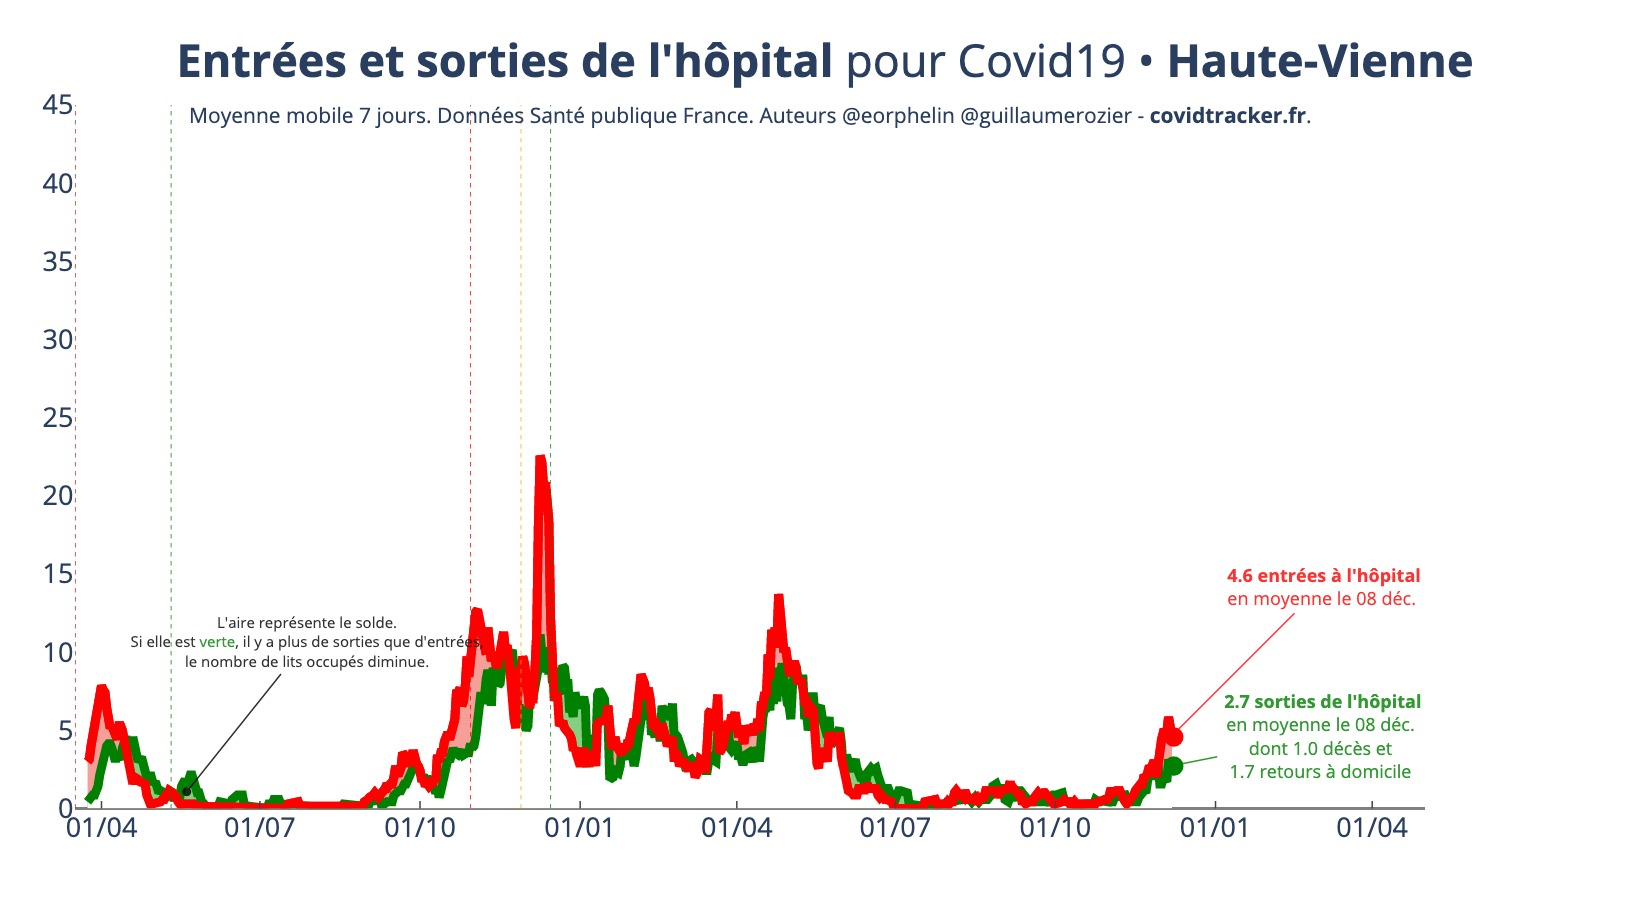 Entrées et sorties de l'hôpital pour Covid19 • Haute-Vienne
Moyenne mobile 7 jours. Données Santé publique France. Auteurs @eorphelin @guillaumerozier - covidtracker.fr.
45
40
35
30
25
20
15
10
5
0
L'aire représente le solde.
Si elle est verte, il y a plus de sorties que d'entrées,
le nombre de lits occupés diminue.
4.6 entrées à l'hôpital
en moyenne le 08 déc.
2.7 sorties de l'hôpital
en moyenne le 08 déc.
dont 1.0 décès et
1.7 retours à domicile
01/04 01/07 01/10 01/01 01/04 01/07 01/10 01/01 01/04